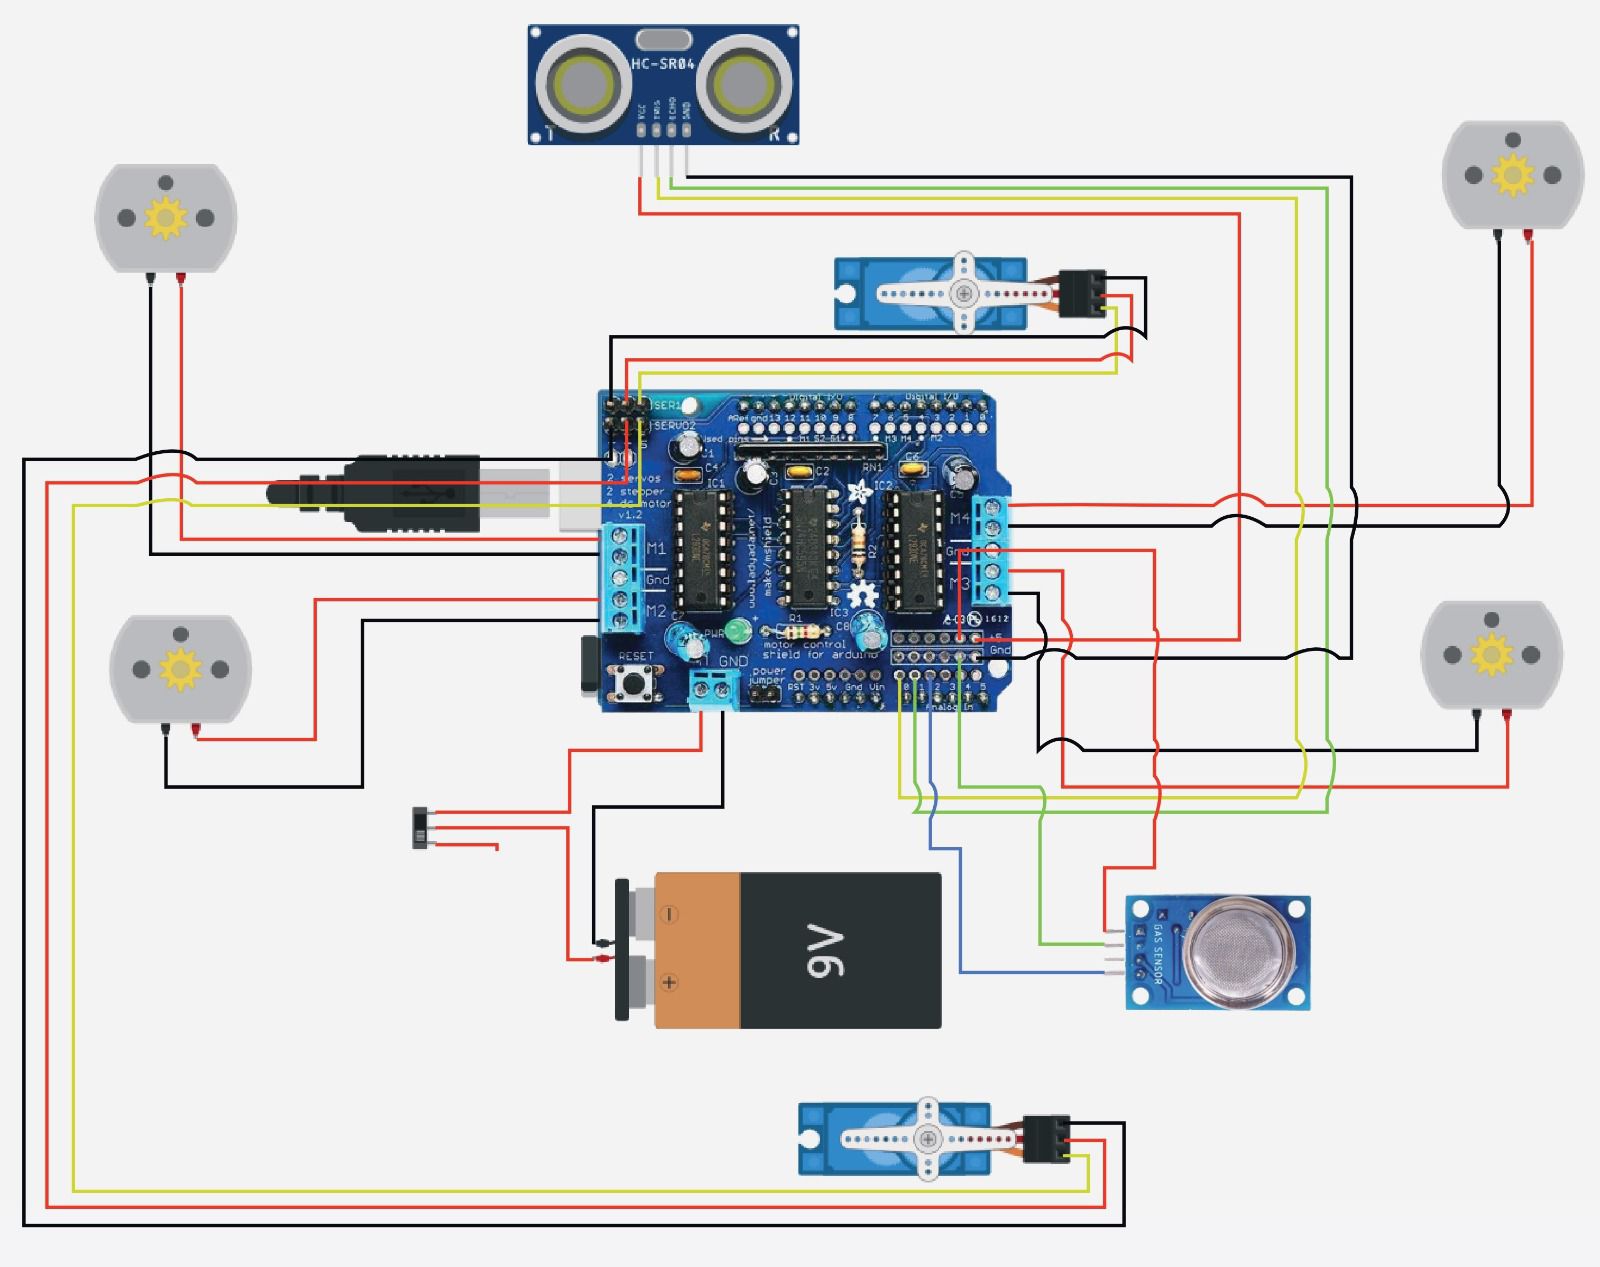 HC-SR04
VCC
TRIG
ECHO
GND
T
R
Digital I/O
Digital I/O
SER1
ARef gnd 13 12 11 10 9 8
7 6 5 4 3 2 1 0
SERVO2
Used pins
M1 S2 S1
M3 M4 M2
C1
C2
C6
RN1
C4
C3
IC1
IC2
2 servos
2 stepper
4 dc motor
v1.2
M1
Gnd
M2
M4
Gnd
M3
www.ladyada.net/
make/mshield
R2
C7
PWR
R1
IC3
C8
1612
+5
Gnd
motor control
shield for arduino
RESET
GND
power
jumper
RST 3v 5v Gnd Vin
0 1 2 3 4 5
Analog In
9V
GAS SENSOR